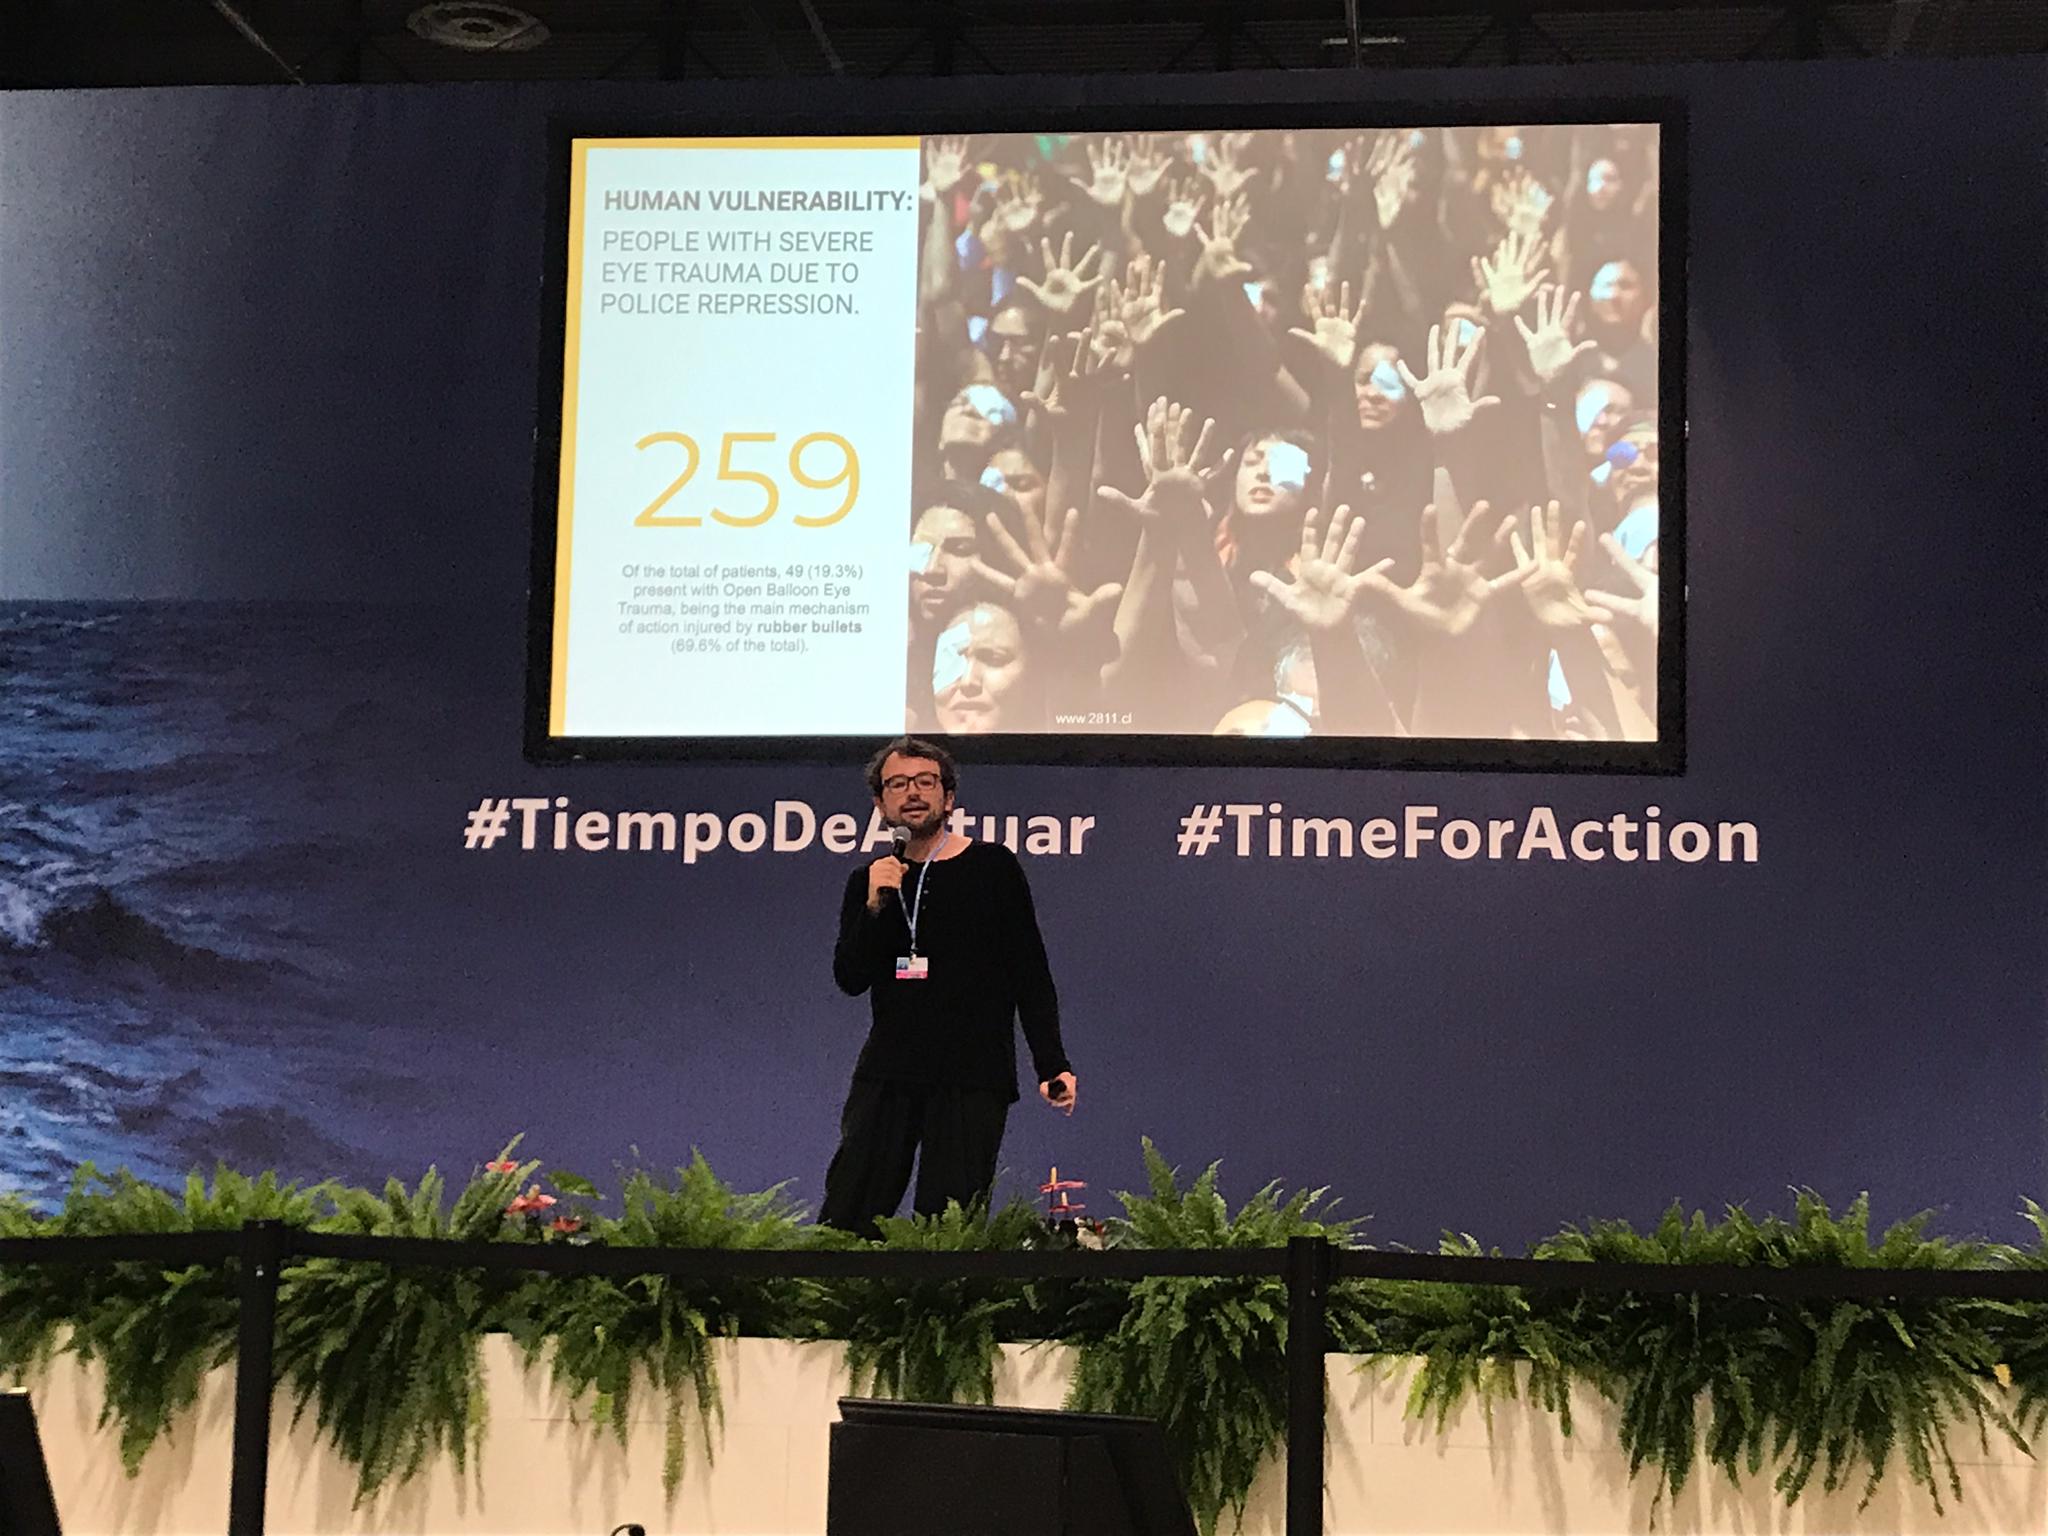 HUMAN VULNERABILITY:
PEOPLE WITH SEVERE
EYE TRAUMA DUE TO
POLICE REPRESSION.
259
Of the total of patients, 49 (19.3%)
present with Open Balloon Eye
Trauma, being the main mechanism
of action injured by rubber bullets
(69.6% of the total).
www.2811.cl
#TiempoDeActuar #TimeForAction